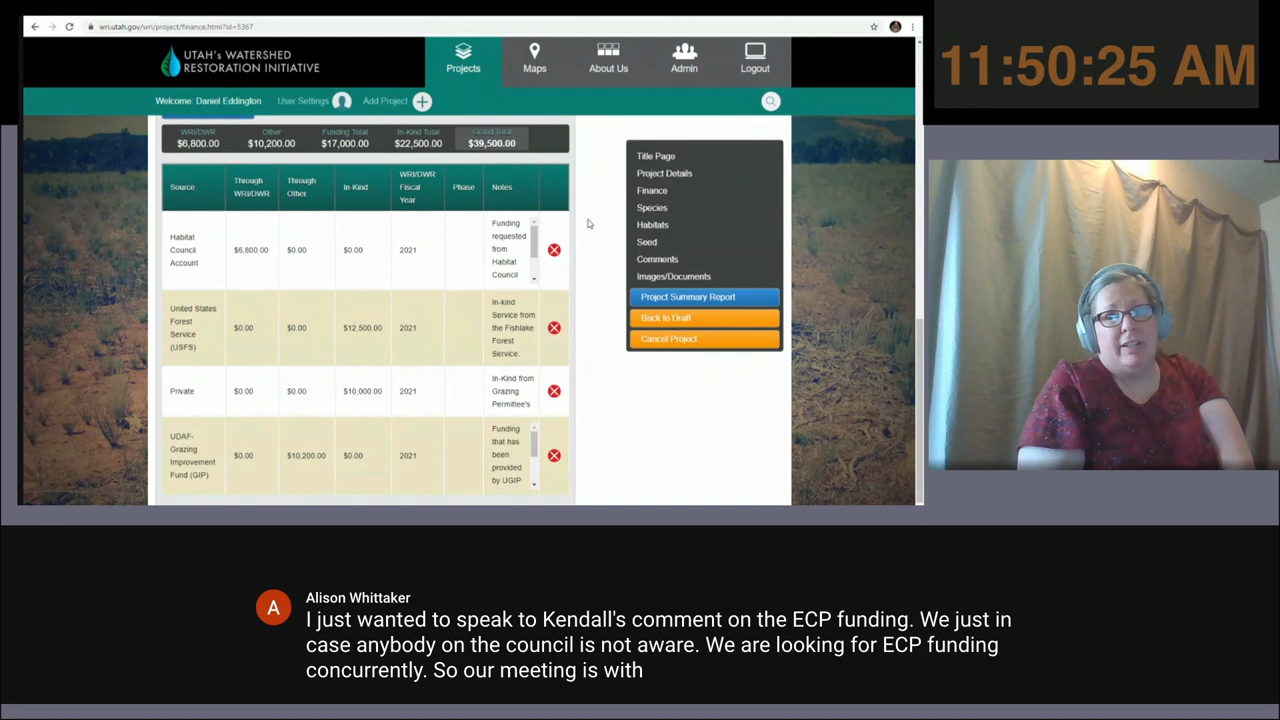 wri.utah.gov/wri/project/finance.html?id=5367
11:50:25 AM
UTAH'S WATERSHED
RESTORATION INITIATIVE
Projects
Maps
About Us
Admin
Logout
Welcome: Daniel Eddington
User Settings
Add Project
WRI/DWR Other Funding Total In-Kind Total Grand Total
$6,800.00 $10,200.00 $17,000.00 $22,500.00 $39,500.00
Source
Through
WRI/DWR
Through
Other
In-Kind
WRI/DWR
Fiscal
Year
Phase
Notes
Habitat
Council
Account
$6,800.00 $0.00 $0.00 2021
Funding
requested
from
Habitat
Council
United States
Forest
Service
(USFS)
$0.00 $0.00 $12,500.00 2021
In-kind
Service from
the Fishlake
Forest
Service.
Private
$0.00 $0.00 $10,000.00 2021
In-Kind from
Grazing
Permittee's
UDAF-
Grazing
Improvement
Fund (GIP)
$0.00 $10,200.00 $0.00 2021
Funding
that has
been
provided
by UGIP
Title Page
Project Details
Finance
Species
Habitats
Seed
Comments
Images/Documents
Project Summary Report
Back to Draft
Cancel Project
A
Alison Whittaker
I just wanted to speak to Kendall's comment on the ECP funding. We just in
case anybody on the council is not aware. We are looking for ECP funding
concurrently. So our meeting is with